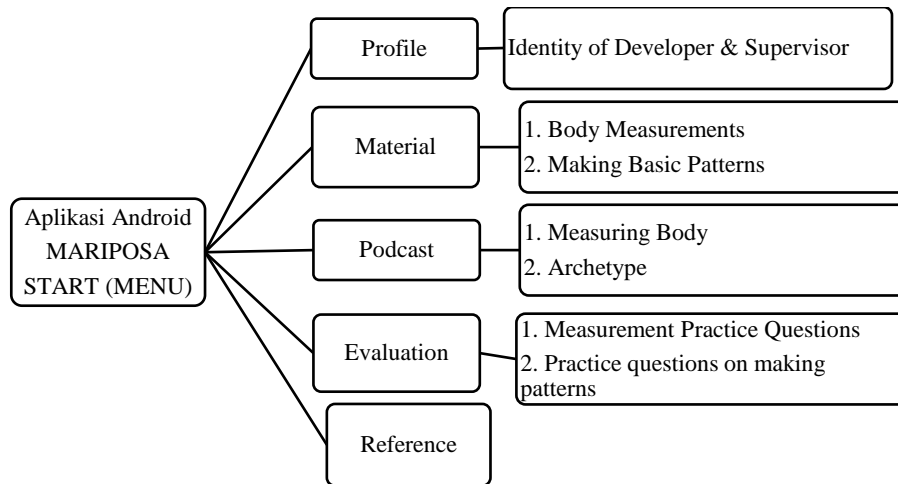 Aplikasi Android
MARIPOSA
START (MENU)
Profile
Identity of Developer & Supervisor
Material
1. Body Measurements
2. Making Basic Patterns
Podcast
1. Measuring Body
2. Archetype
Evaluation
1. Measurement Practice Questions
2. Practice questions on making
patterns
Reference